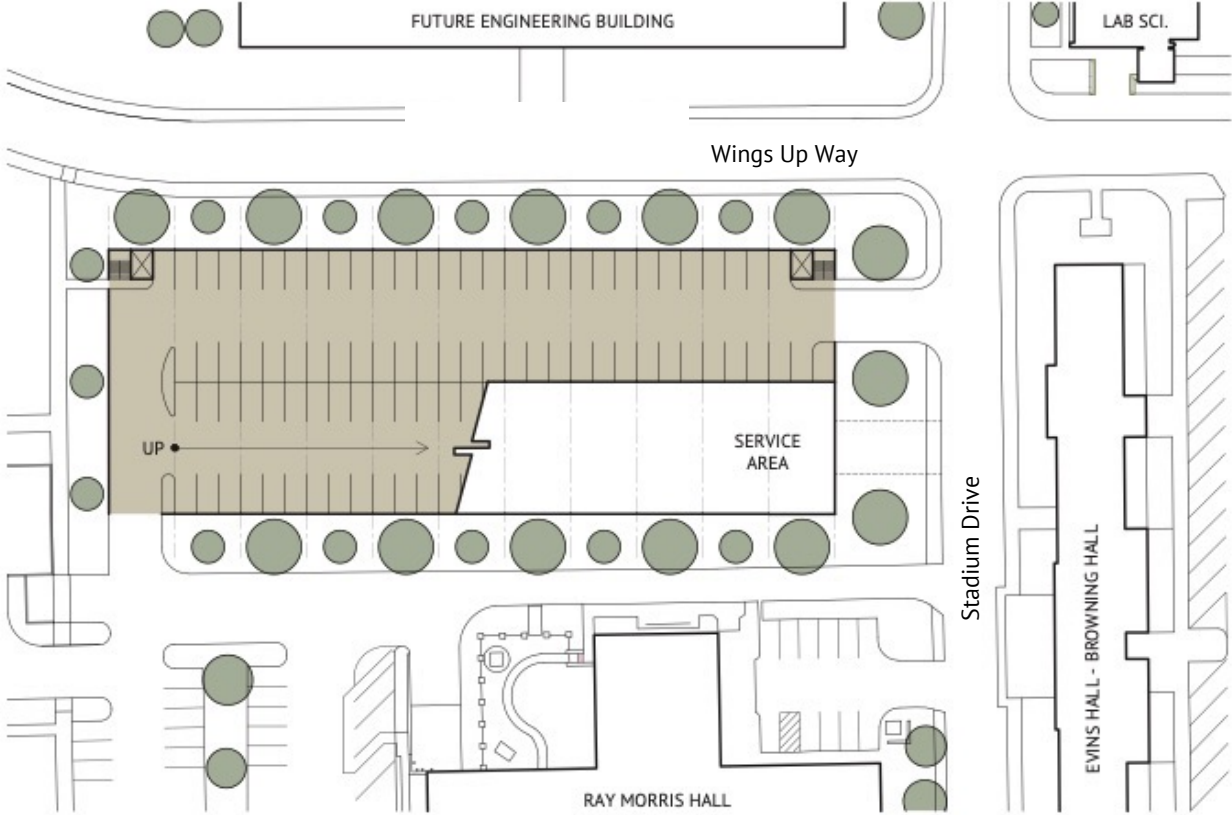 FUTURE ENGINEERING BUILDING
LAB SCI.
Wings Up Way
UP
SERVICE
AREA
Stadium Drive
EVINS HALL - BROWNING HALL
RAY MORRIS HALL